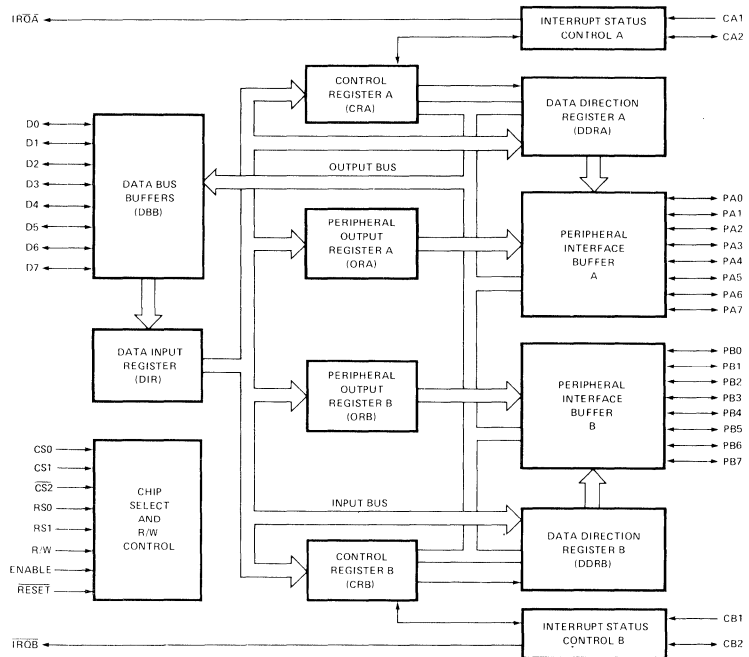 IRQA
INTERRUPT STATUS
CONTROL A
CA1
CA2
CONTROL
REGISTER A
(CRA)
DATA DIRECTION
REGISTER A
(DDRA)
D0
D1
D2
D3
D4
D5
D6
D7
DATA BUS
BUFFERS
(DBB)
OUTPUT BUS
PERIPHERAL
OUTPUT
REGISTER A
(ORA)
PERIPHERAL
INTERFACE
BUFFER
A
PA0
PA1
PA2
PA3
PA4
PA5
PA6
PA7
DATA INPUT
REGISTER
(DIR)
PERIPHERAL
OUTPUT
REGISTER B
(ORB)
PERIPHERAL
INTERFACE
BUFFER
B
PB0
PB1
PB2
PB3
PB4
PB5
PB6
PB7
CS0
CS1
CS2
RS0
RS1
R/W
ENABLE
RESET
CHIP
SELECT
AND
R/W
CONTROL
INPUT BUS
CONTROL
REGISTER B
(CRB)
DATA DIRECTION
REGISTER B
(DDRB)
IRQB
INTERRUPT STATUS
CONTROL B
CB1
CB2